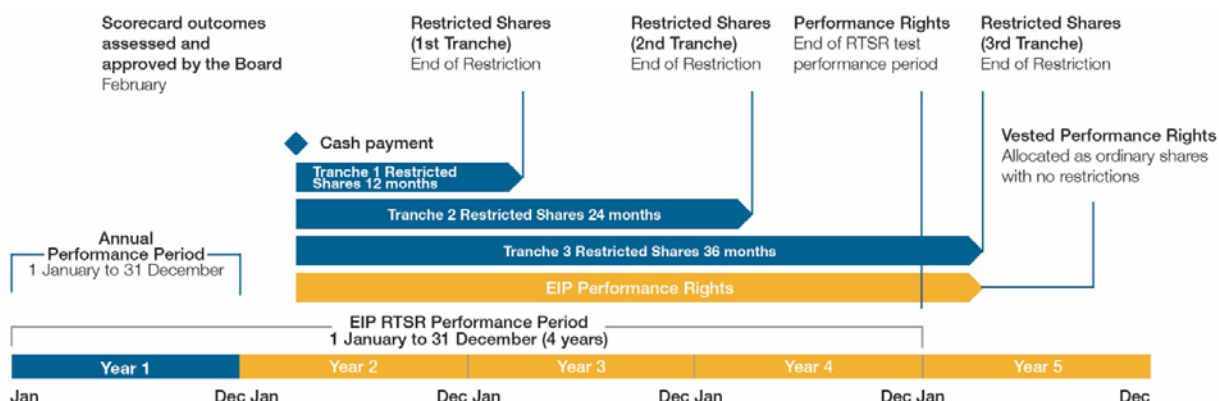 Scorecard outcomes
assessed and
approved by the Board
February
Restricted Shares
(1st Tranche)
End of Restriction
Restricted Shares
(2nd Tranche)
End of Restriction
Performance Rights
End of RTSR test
performance period
Restricted Shares
(3rd Tranche)
End of Restriction
Vested Performance Rights
Allocated as ordinary shares
with no restrictions
Cash payment
Tranche 1 Restricted
Shares 12 months
Tranche 2 Restricted Shares 24 months
Tranche 3 Restricted Shares 36 months
EIP Performance Rights
Annual
Performance Period
1 January to 31 December
EIP RTSR Performance Period
1 January to 31 December (4 years)
Year 1 Year 2 Year 3 Year 4 Year 5
Jan Dec Jan Dec Jan Dec Jan Dec Jan Dec